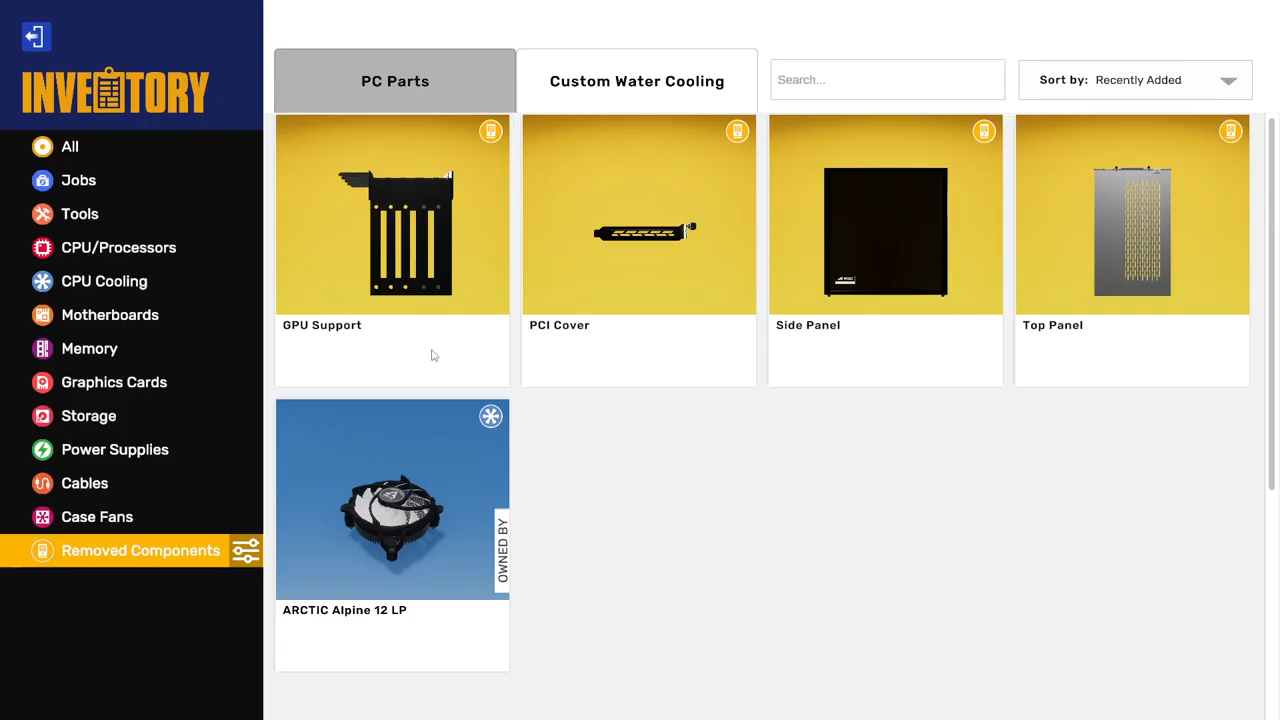 INVENTORY
All
Jobs
Tools
CPU/Processors
CPU Cooling
Motherboards
Memory
Graphics Cards
Storage
Power Supplies
Cables
Case Fans
Removed Components
PC Parts
Custom Water Cooling
Search...
Sort by: Recently Added
GPU Support
PCI Cover
Side Panel
Top Panel
OWNED BY
ARCTIC Alpine 12 LP